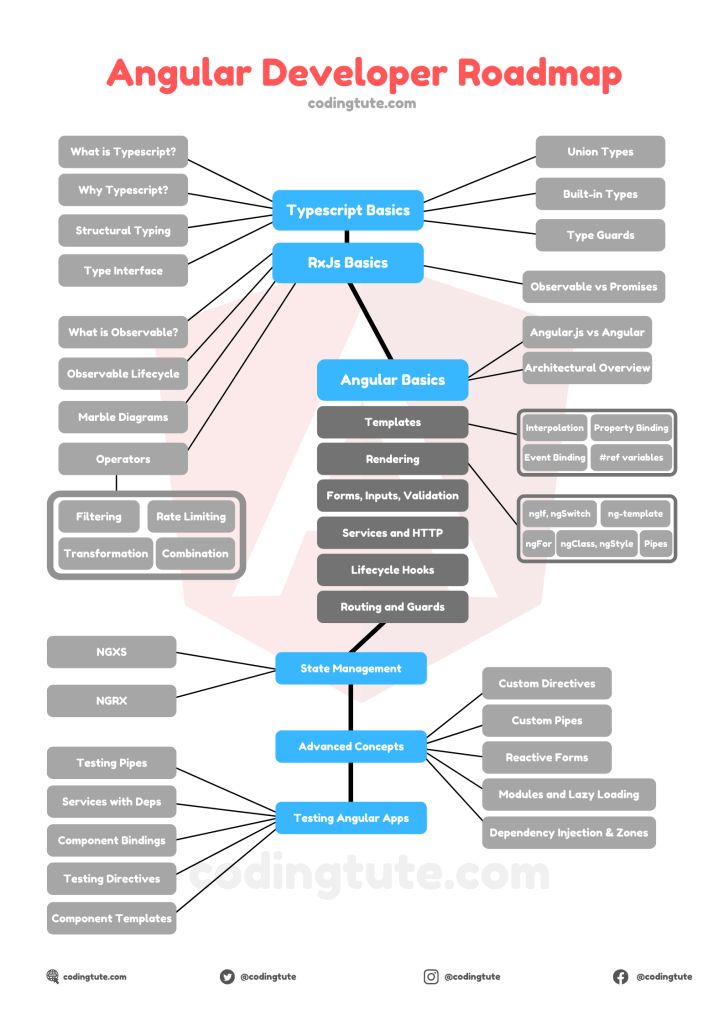 Angular Developer Roadmap
codingtute.com
What is Typescript?
Why Typescript?
Structural Typing
Type Interface
Typescript Basics
Union Types
Built-in Types
Type Guards
RxJs Basics
Observable vs Promises
What is Observable?
Observable Lifecycle
Marble Diagrams
Operators
Filtering
Rate Limiting
Transformation
Combination
Angular.js vs Angular
Architectural Overview
Angular Basics
Templates
Rendering
Forms, Inputs, Validation
Services and HTTP
Lifecycle Hooks
Routing and Guards
Interpolation
Property Binding
Event Binding
#ref variables
ngIf, ngSwitch
ng-template
ngFor
ngClass, ngStyle
Pipes
NGXS
NGRX
State Management
Advanced Concepts
Custom Directives
Custom Pipes
Reactive Forms
Modules and Lazy Loading
Dependency Injection & Zones
Testing Pipes
Services with Deps
Component Bindings
Testing Directives
Component Templates
Testing Angular Apps
codingtute.com
codingtute.com
@codingtute
@codingtute
@codingtute